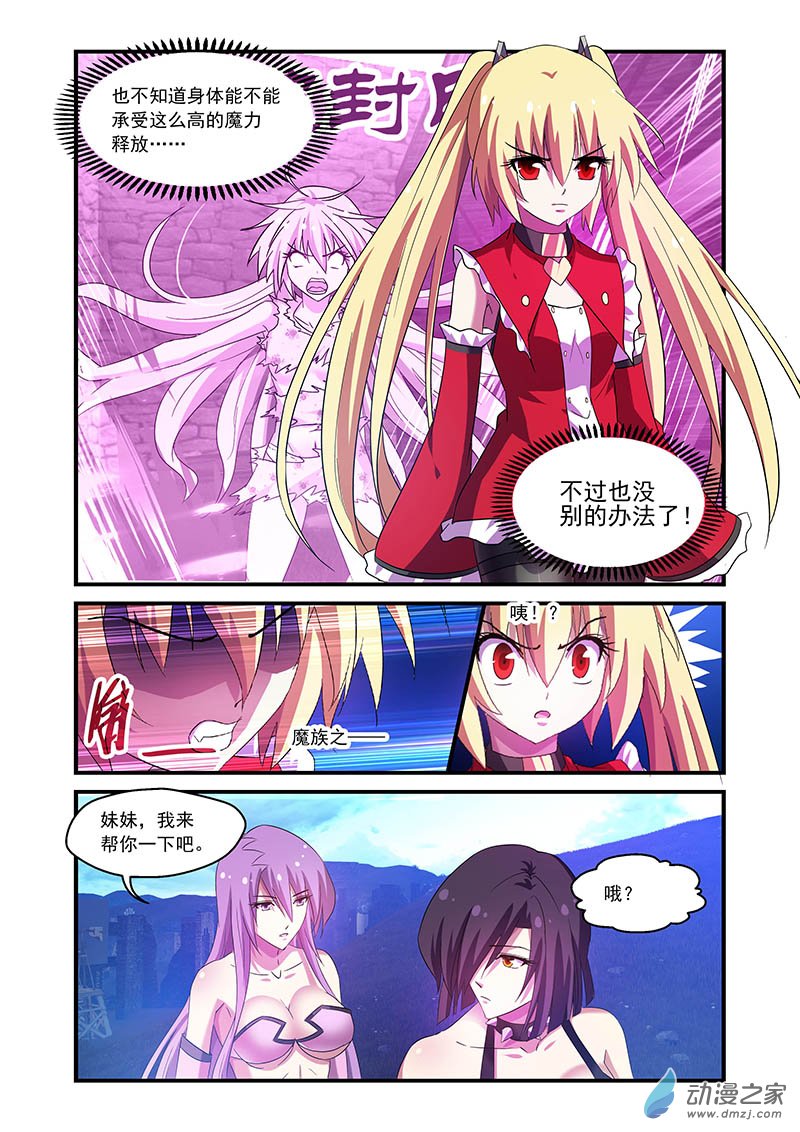 也不知道身体能不能
承受这么高的魔力
释放……
不过也没
别的办法了！
咦！？
魔族之——
妹妹，我来
帮你一下吧。
哦？
动漫之家
www.dmzj.com